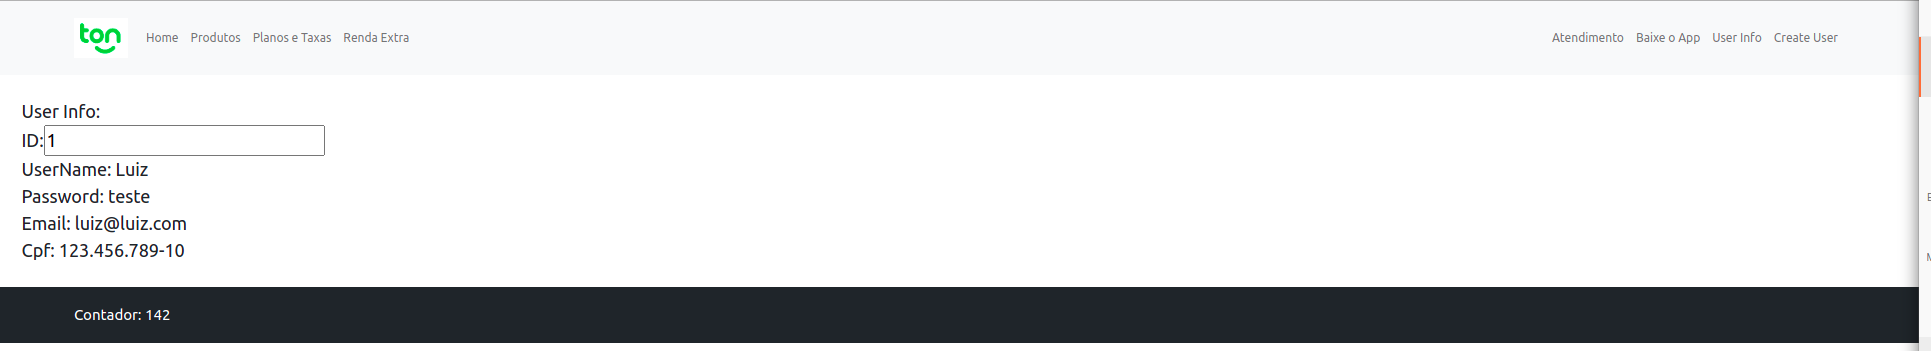 ton Home Produtos Planos e Taxas Renda Extra Atendimento Baixe o App User Info Create User
User Info:
ID:1
UserName: Luiz
Password: teste
Email: luiz@luiz.com
Cpf: 123.456.789-10
Contador: 142